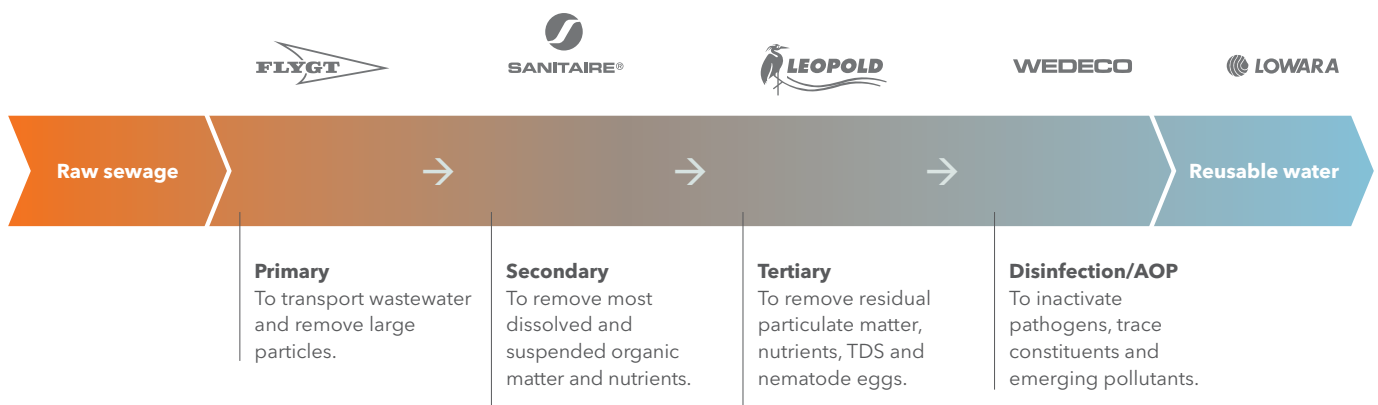 FLYGT
SANITAIRE®
LEOPOLD
WEDECO
LOWARA
Raw sewage
Reusable water
Primary
To transport wastewater
and remove large
particles.
Secondary
To remove most
dissolved and
suspended organic
matter and nutrients.
Tertiary
To remove residual
particulate matter,
nutrients, TDS and
nematode eggs.
Disinfection/AOP
To inactivate
pathogens, trace
constituents and
emerging pollutants.